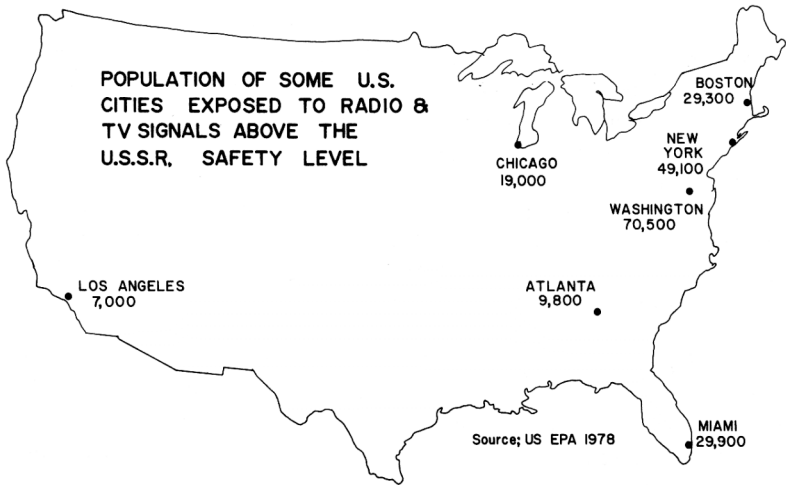 POPULATION OF SOME U.S.
CITIES EXPOSED TO RADIO &
TV SIGNALS ABOVE THE
U.S.S.R. SAFETY LEVEL
BOSTON
29,300
NEW
YORK
49,100
CHICAGO
19,000
WASHINGTON
70,500
LOS ANGELES
7,000
ATLANTA
9,800
MIAMI
29,900
Source; US EPA 1978